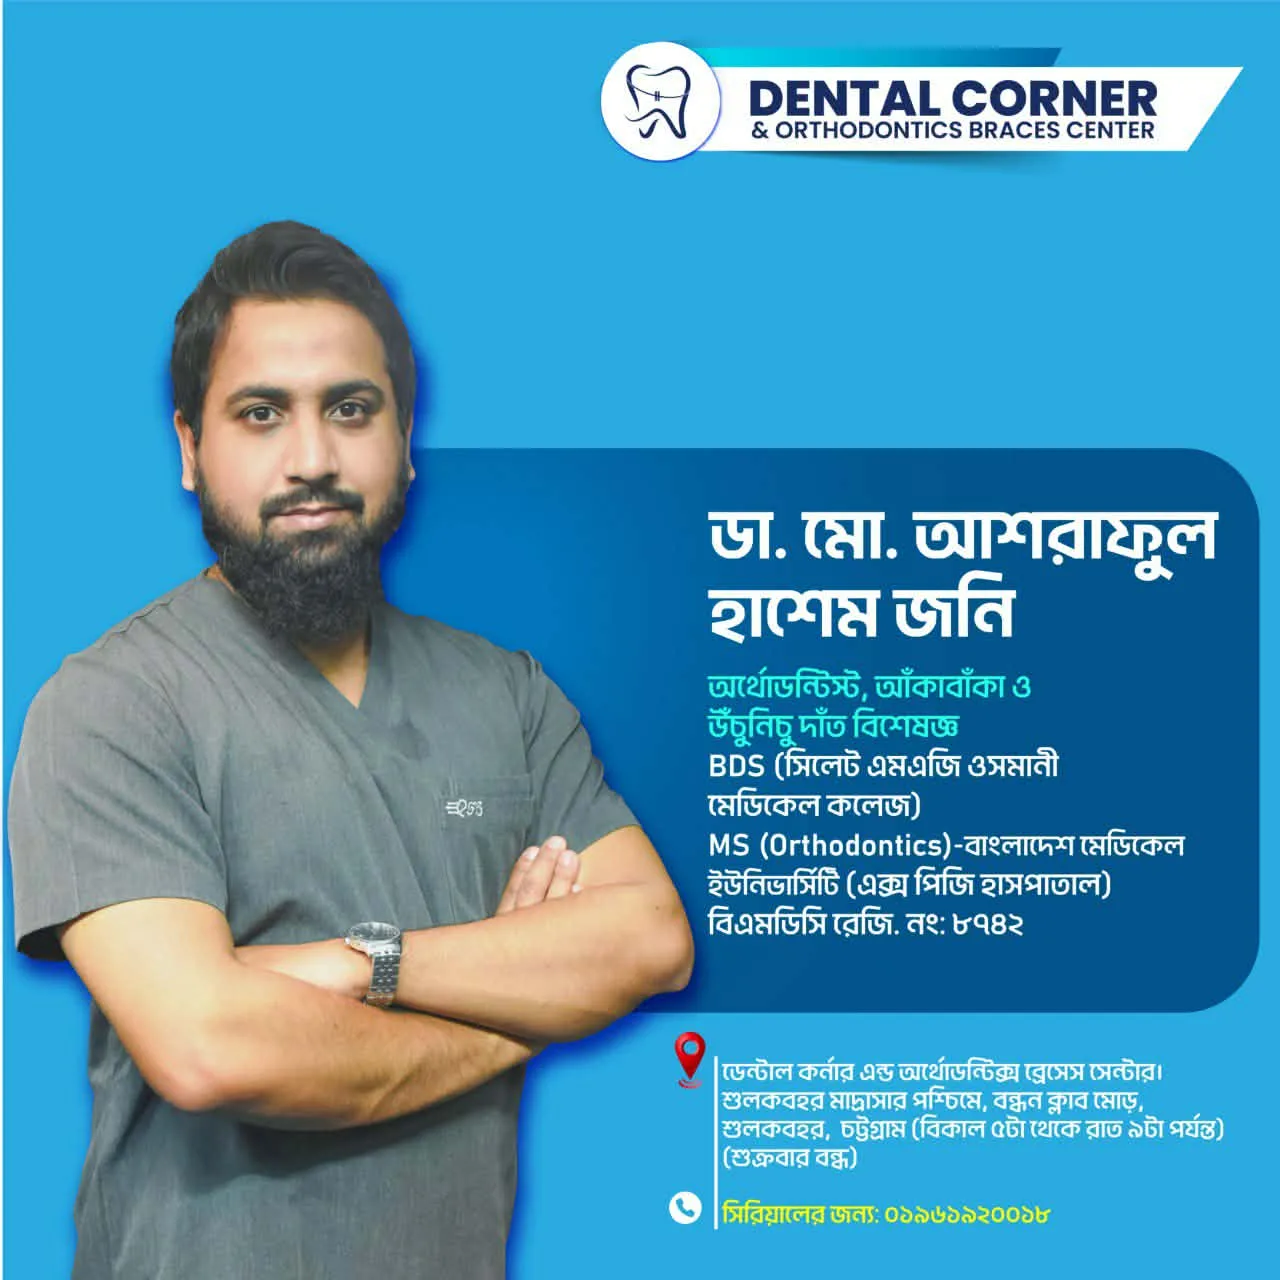 DENTAL CORNER
& ORTHODONTICS BRACES CENTER
ডা. মো. আশরাফুল
হাশেম জনি
অর্থোডন্টিস্ট, আঁকাবাঁকা ও
উঁচুনিচু দাঁত বিশেষজ্ঞ
BDS (সিলেট এমএজি ওসমানী
মেডিকেল কলেজ)
MS (Orthodontics)-বাংলাদেশ মেডিকেল
ইউনিভার্সিটি (এক্স পিজি হাসপাতাল)
বিএমডিসি রেজি. নং: ৮৭৪২
ডেন্টাল কর্নার এন্ড অর্থোডন্টিক্স ব্রেসেস সেন্টার।
শুলকবহর মাদ্রাসার পশ্চিমে, বন্ধন ক্লাব মোড়,
শুলকবহর, চট্টগ্রাম (বিকাল ৫টা থেকে রাত ৯টা পর্যন্ত)
(শুক্রবার বন্ধ)
সিরিয়ালের জন্য: ০১৯৬১৯২০০১৮